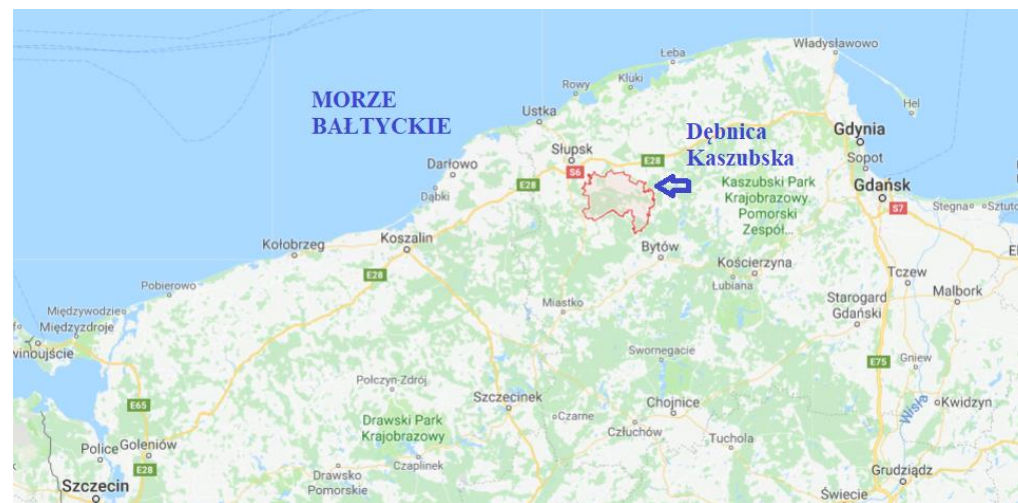 Władysławowo
Łeba
Kluki
Rowy
Hel
Ustka
MORZE
BAŁTYCKIE
Dębnica
Kaszubska
Gdynia
Słupsk
E28
Sopot
Darłowo
S6
E28
Kaszubski Park
Krajobrazowy.
Pomorski
Zespół...
Gdańsk
Dąbki
S7
Stegna
Koszalin
Kołobrzeg
Bytów
Kościerzyna
E28
Tczew
Łubiana
Pobierowo
Malbork
Starogard
Gdański
Międzywodzie
Miastko
Międzyzdroje
winoujście
Swornegacie
E75
Gniew
Połczyn-Zdrój
Szczecinek
Chojnice
Wisła
Kwidzyn
E65
Czarne
Drawski Park
Krajobrazowy
Człuchów
Tuchola
Police
Goleniów
Czaplinek
E28
Drawsko
Pomorskie
Grudziądz
Szczecin
Świecie